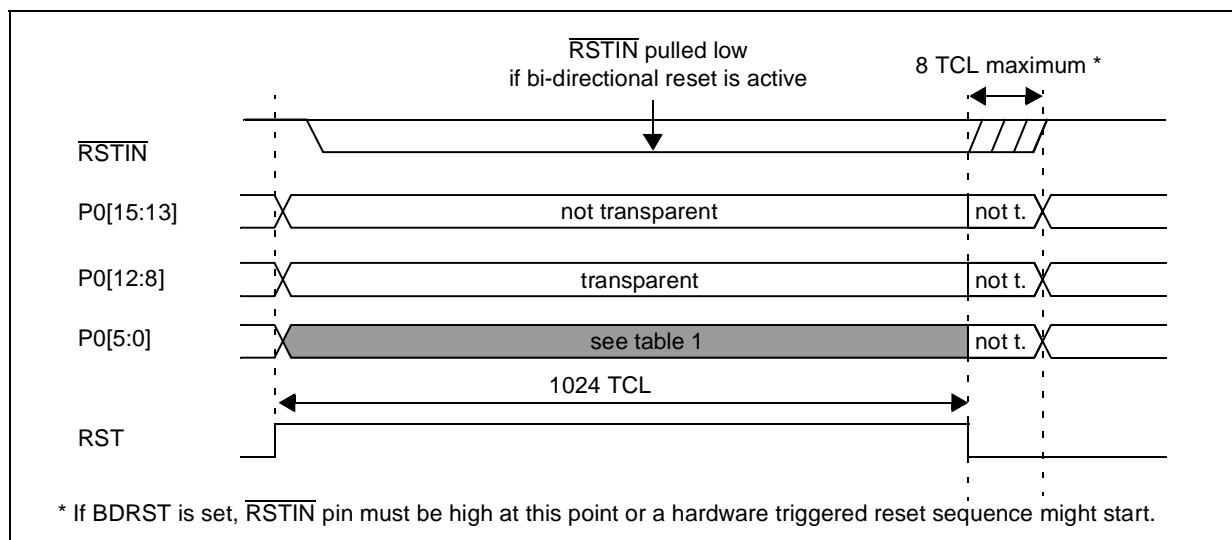 RSTIN pulled low
if bi-directional reset is active
8 TCL maximum *
RSTIN
P0[15:13]
not transparent
not t.
P0[12:8]
transparent
not t.
P0[5:0]
see table 1
not t.
1024 TCL
RST
* If BDRST is set, RSTIN pin must be high at this point or a hardware triggered reset sequence might start.